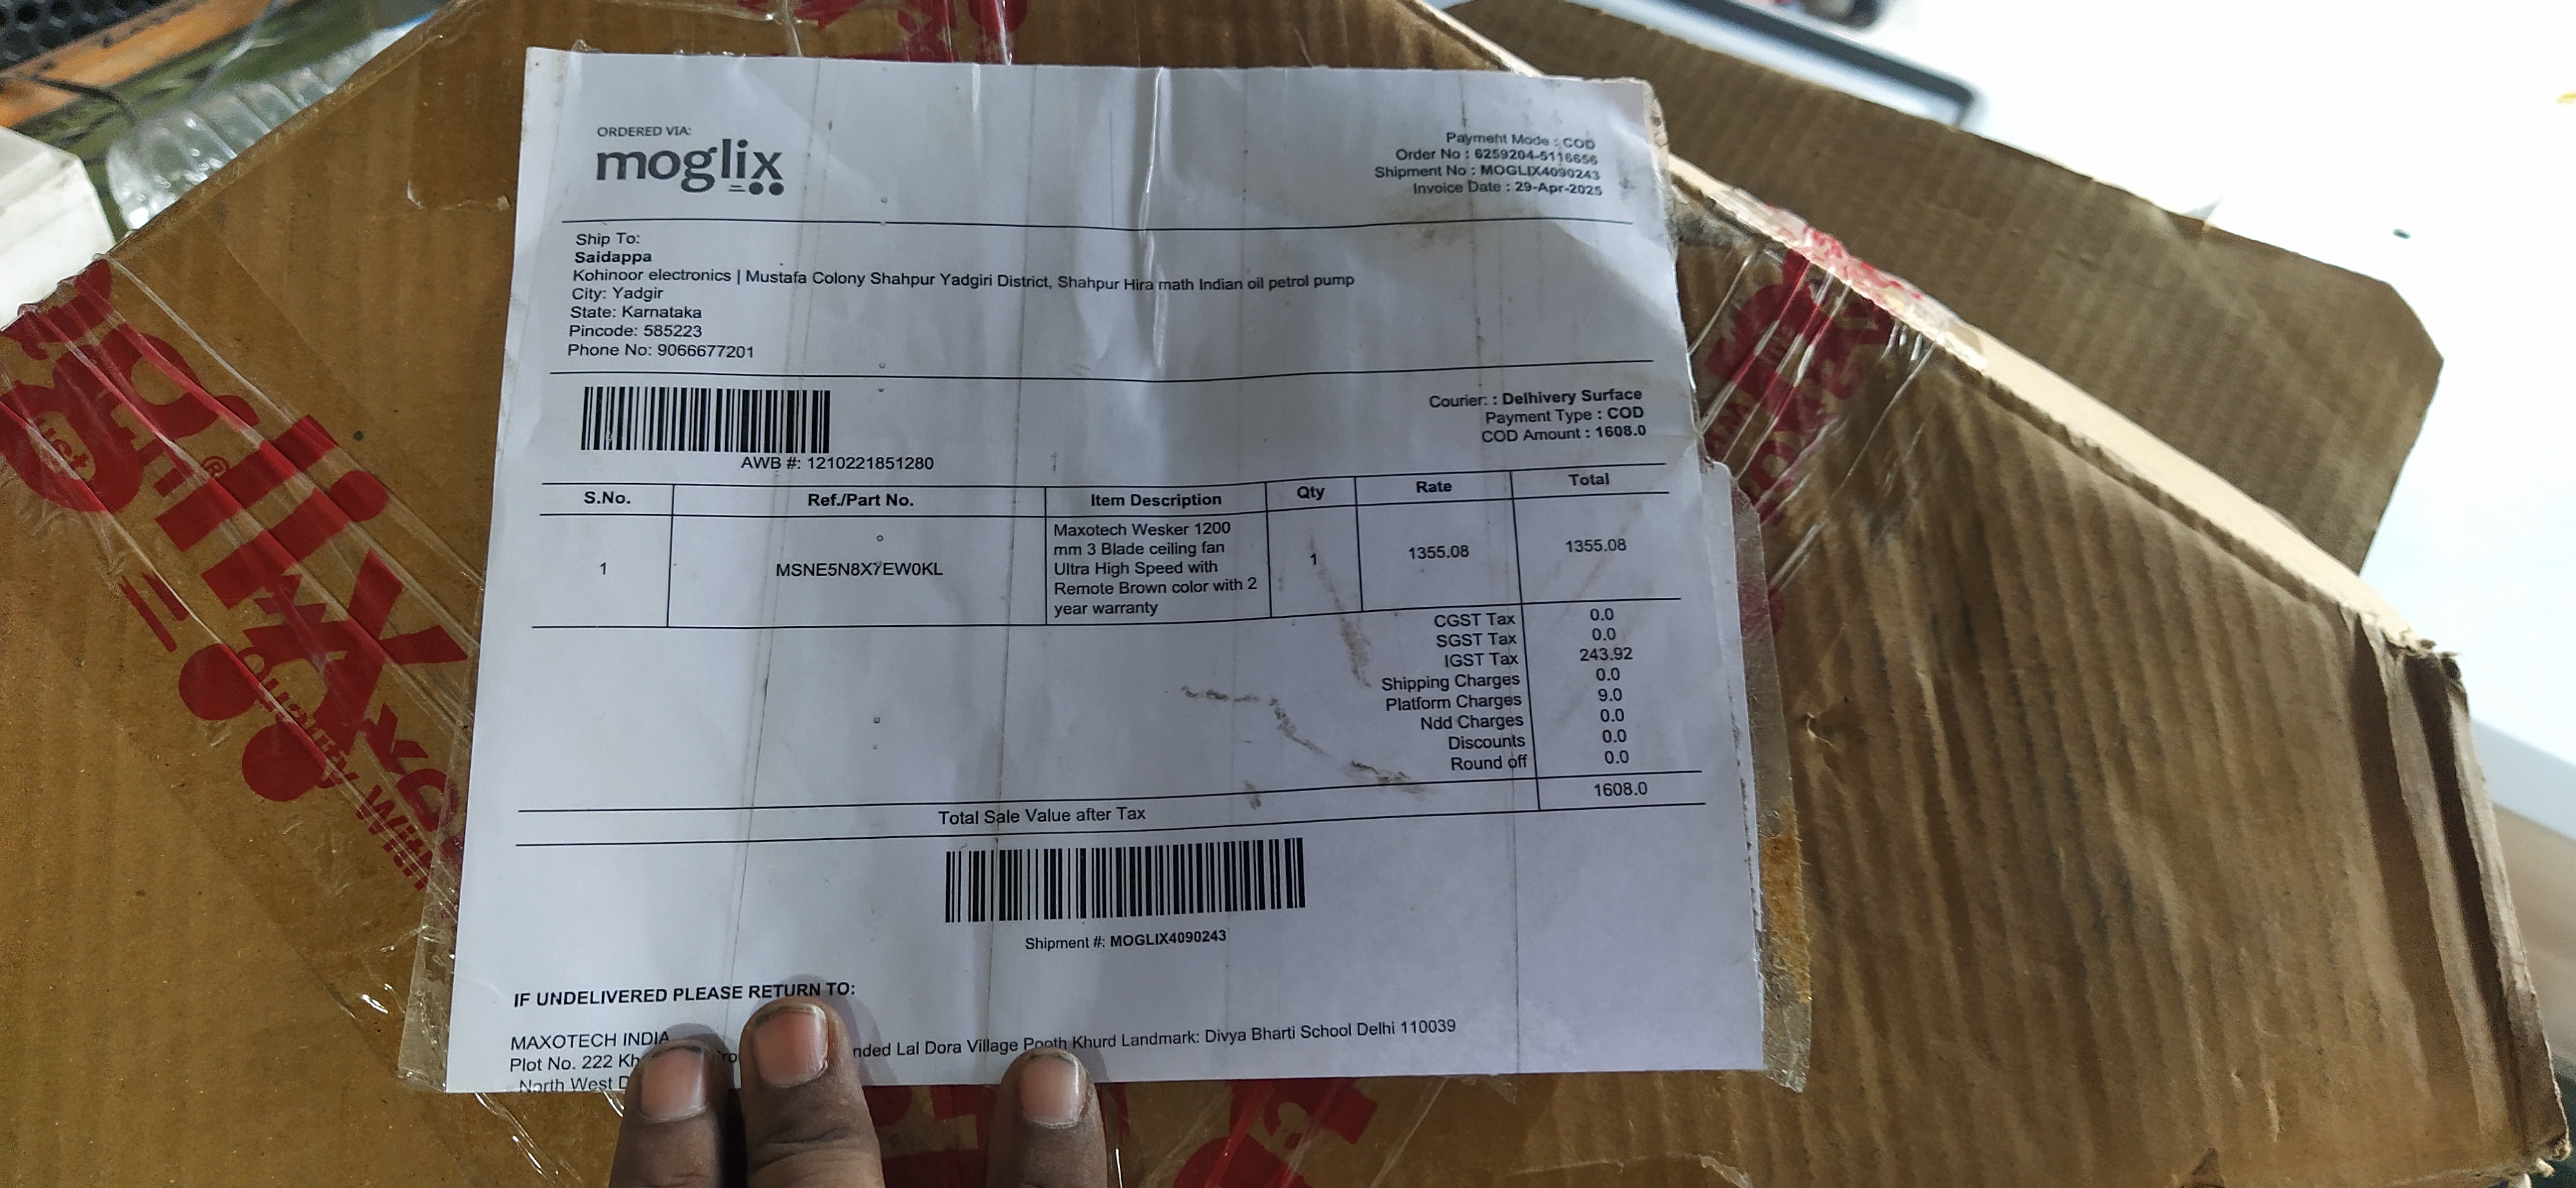 ORDERED VIA:
moglix
Payment Mode : COD
Order No : 6259204-5116656
Shipment No : MOGLIX4090243
Invoice Date : 29-Apr-2025
Ship To:
Saidappa
Kohinoor electronics | Mustafa Colony Shahpur Yadgiri District, Shahpur Hira math Indian oil petrol pump
City: Yadgir
State: Karnataka
Pincode: 585223
Phone No: 9066677201
AWB #: 1210221851280
Courier: : Delhivery Surface
Payment Type : COD
COD Amount : 1608.0
S.No. Ref./Part No. Item Description Qty Rate Total
1 MSNE5N8X7EW0KL Maxotech Wesker 1200 1 1355.08 1355.08
mm 3 Blade ceiling fan
Ultra High Speed with
Remote Brown color with 2
year warranty
CGST Tax 0.0
SGST Tax 0.0
IGST Tax 243.92
Shipping Charges 0.0
Platform Charges 9.0
Ndd Charges 0.0
Discounts 0.0
Round off 0.0
Total Sale Value after Tax 1608.0
Shipment #: MOGLIX4090243
IF UNDELIVERED PLEASE RETURN TO:
MAXOTECH INDIA
Plot No. 222 Lal Dora Village Pooth Khurd Landmark: Divya Bharti School Delhi 110039
North West
Quality With